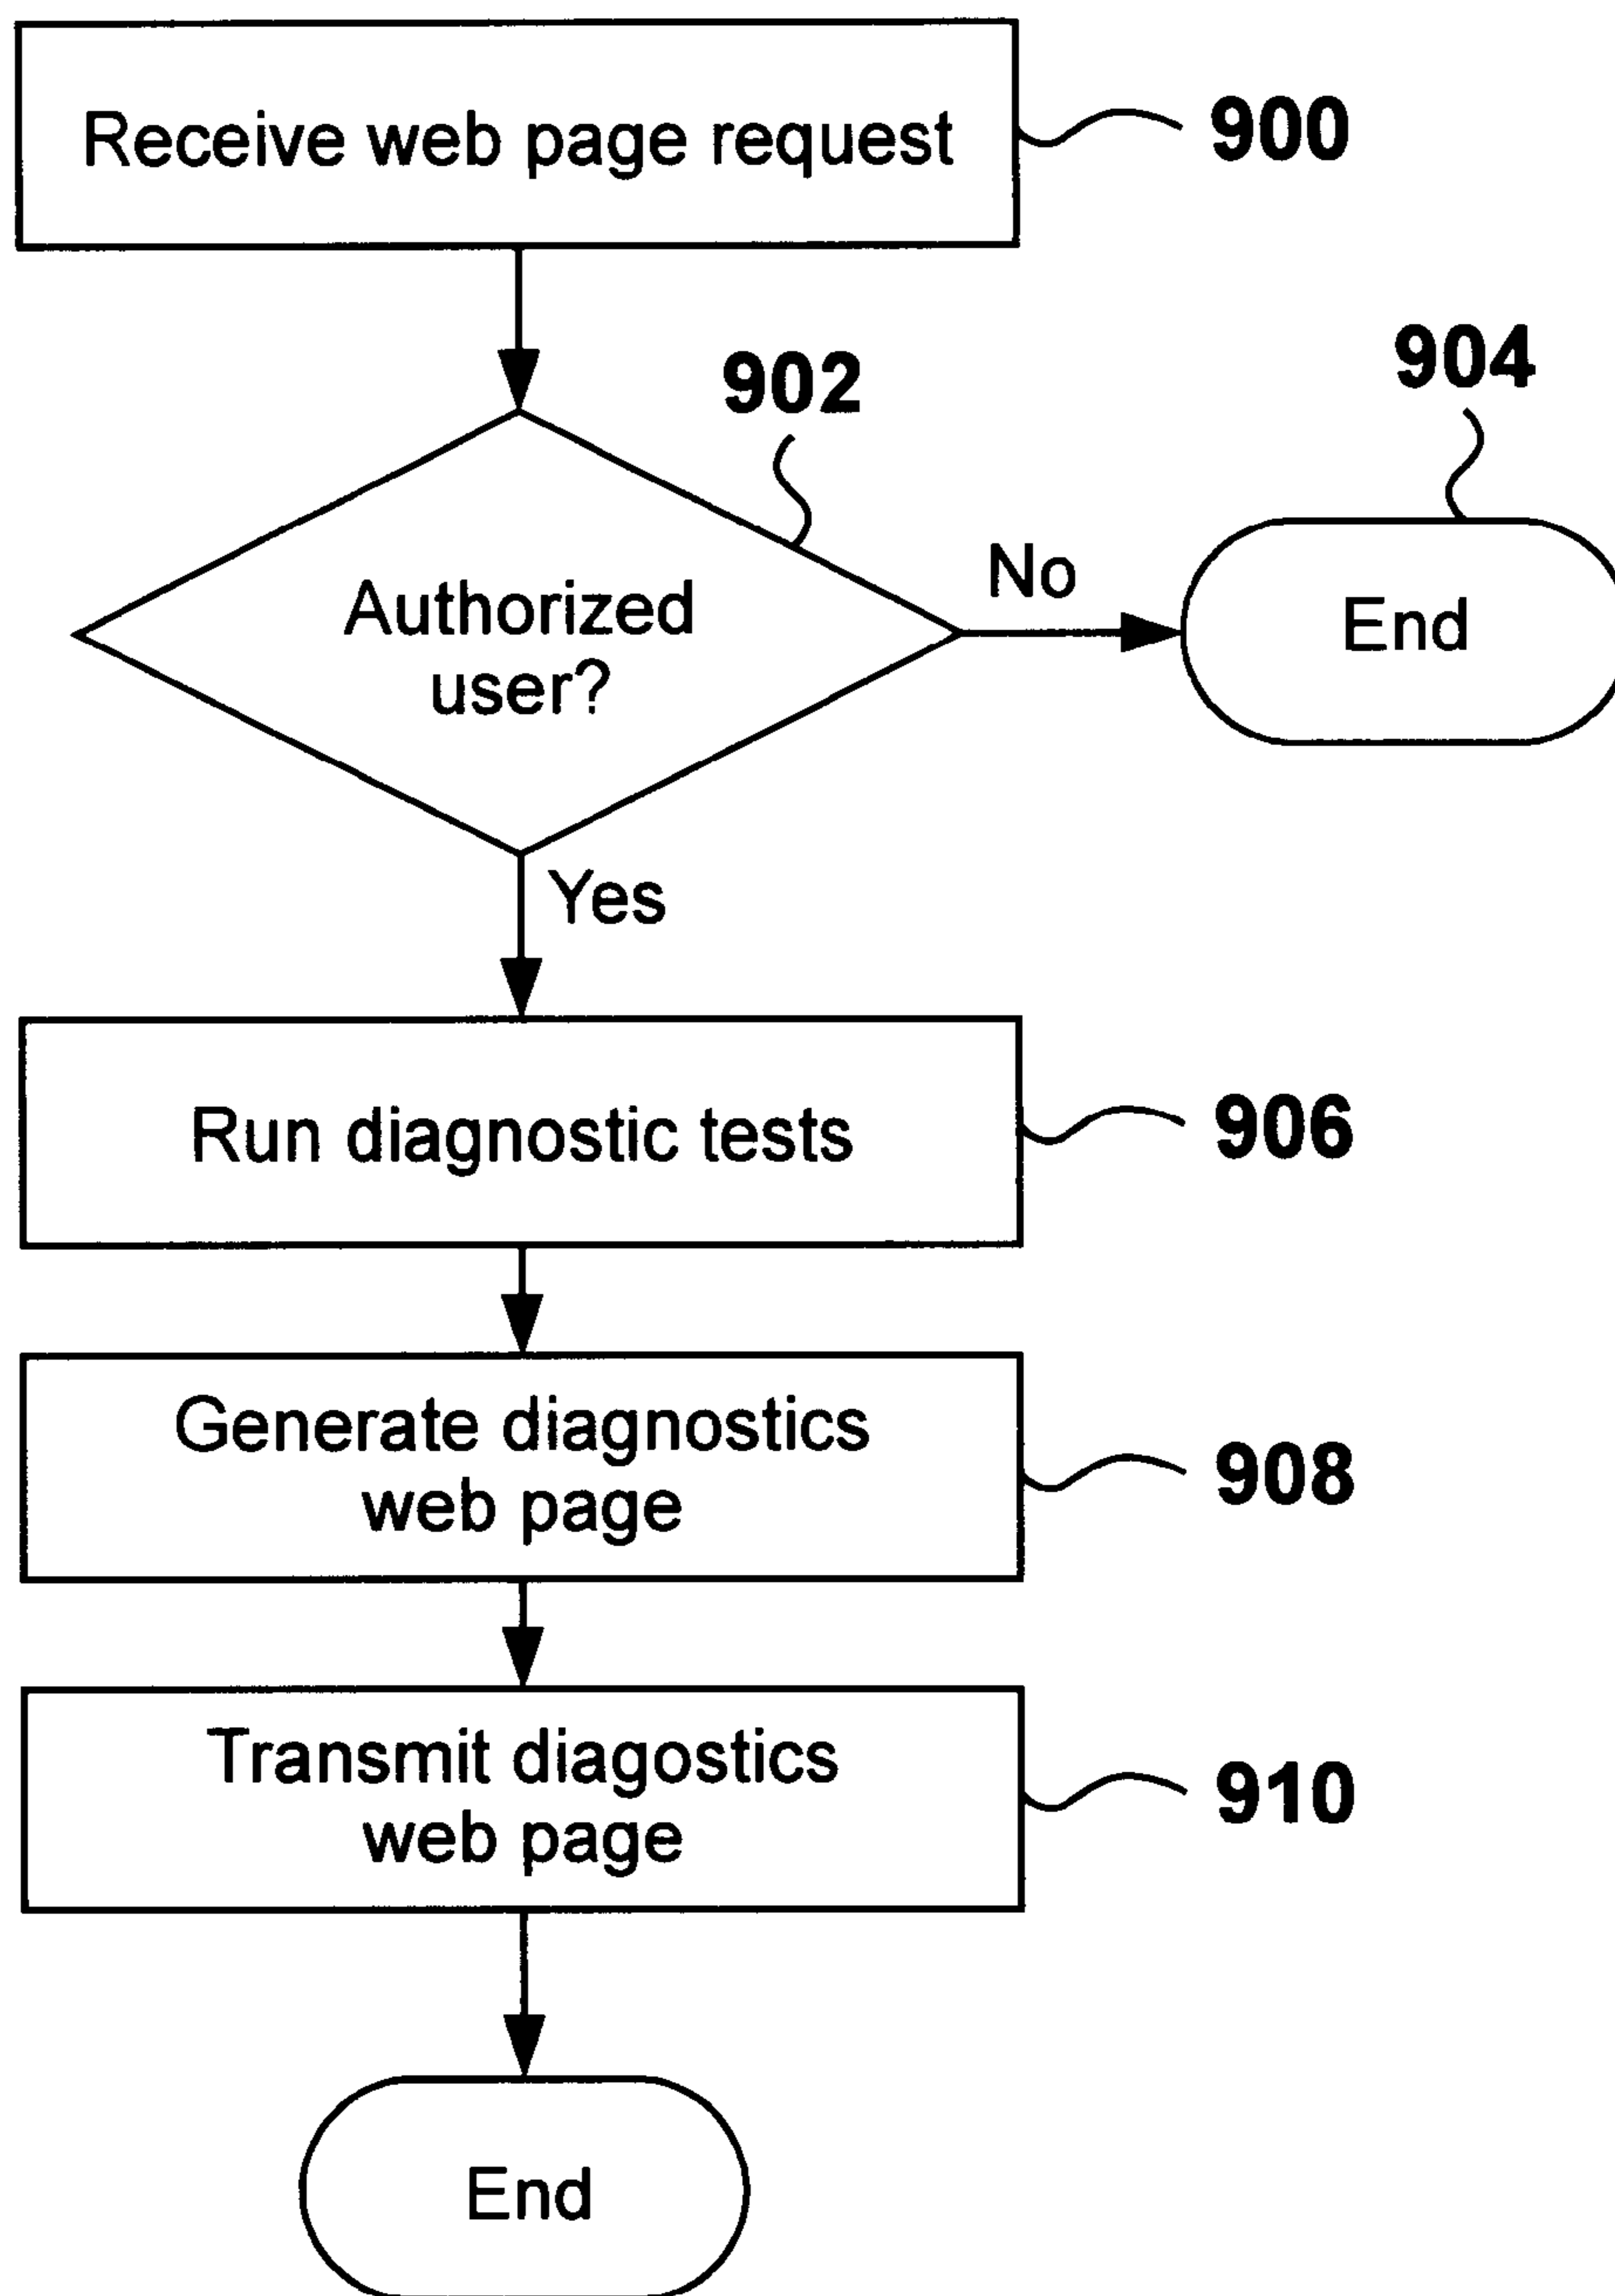 Receive web page request
900
902
904
Authorized
user?
No
End
Yes
Run diagnostic tests
906
Generate diagnostics
web page
908
Transmit diagostics
web page
910
End